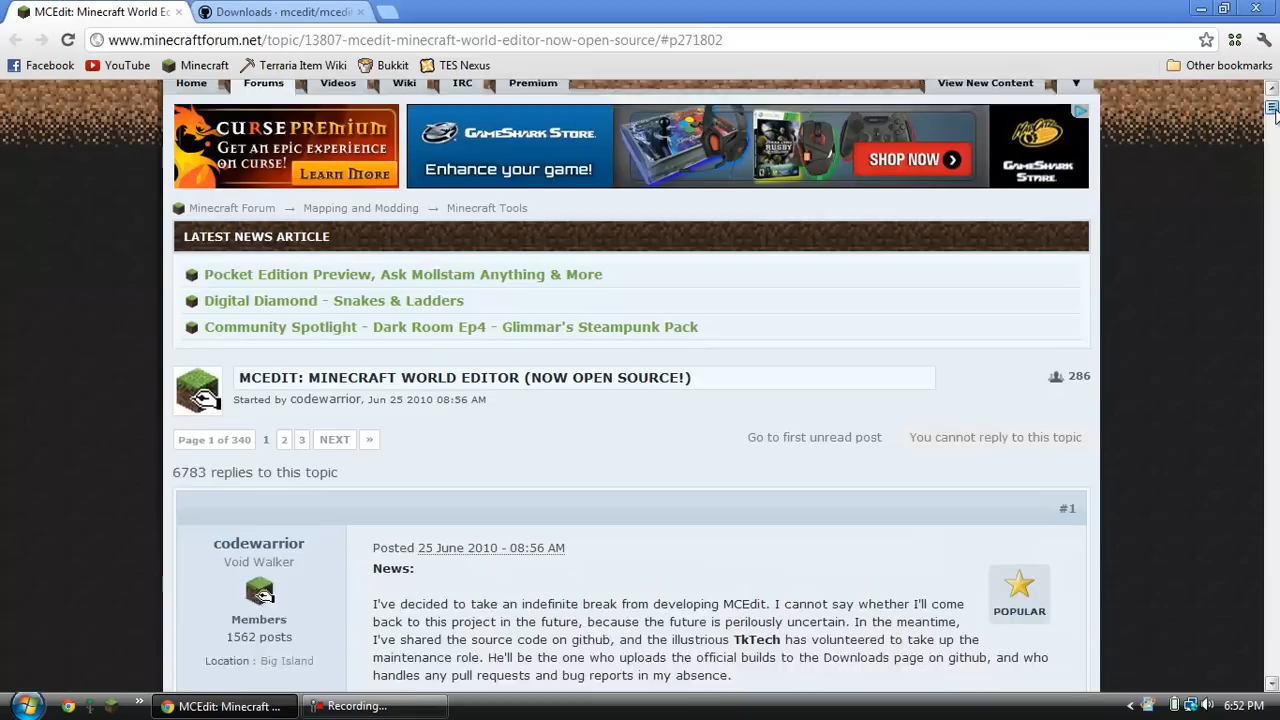 MCEdit: Minecraft World Ec
Downloads - mcedit/mcedi
www.minecraftforum.net/topic/13807-mcedit-minecraft-world-editor-now-open-source/#p271802
Facebook YouTube Minecraft Terraria Item Wiki Bukkit TES Nexus Other bookmarks
Home Forums Videos Wiki IRC Premium View New Content
CURSE PREMIUM
GET AN EPIC EXPERIENCE
ON CURSE!
LEARN MORE
GAMESHARK STORE.
Enhance your game!
SHOP NOW
Mad Catz
GAMESHARK
STORE.
Minecraft Forum → Mapping and Modding → Minecraft Tools
LATEST NEWS ARTICLE
Pocket Edition Preview, Ask Mollstam Anything & More
Digital Diamond - Snakes & Ladders
Community Spotlight - Dark Room Ep4 - Glimmar's Steampunk Pack
MCEDIT: MINECRAFT WORLD EDITOR (NOW OPEN SOURCE!)
286
Started by codewarrior, Jun 25 2010 08:56 AM
Page 1 of 340 1 2 3 NEXT »
Go to first unread post
You cannot reply to this topic
6783 replies to this topic
#1
codewarrior
Void Walker
Members
1562 posts
Location : Big Island
Posted 25 June 2010 - 08:56 AM
News:
POPULAR
I've decided to take an indefinite break from developing MCEdit. I cannot say whether I'll come
back to this project in the future, because the future is perilously uncertain. In the meantime,
I've shared the source code on github, and the illustrious TkTech has volunteered to take up the
maintenance role. He'll be the one who uploads the official builds to the Downloads page on github, and who
handles any pull requests and bug reports in my absence.
MCEdit: Minecraft ...
Recording...
6:52 PM